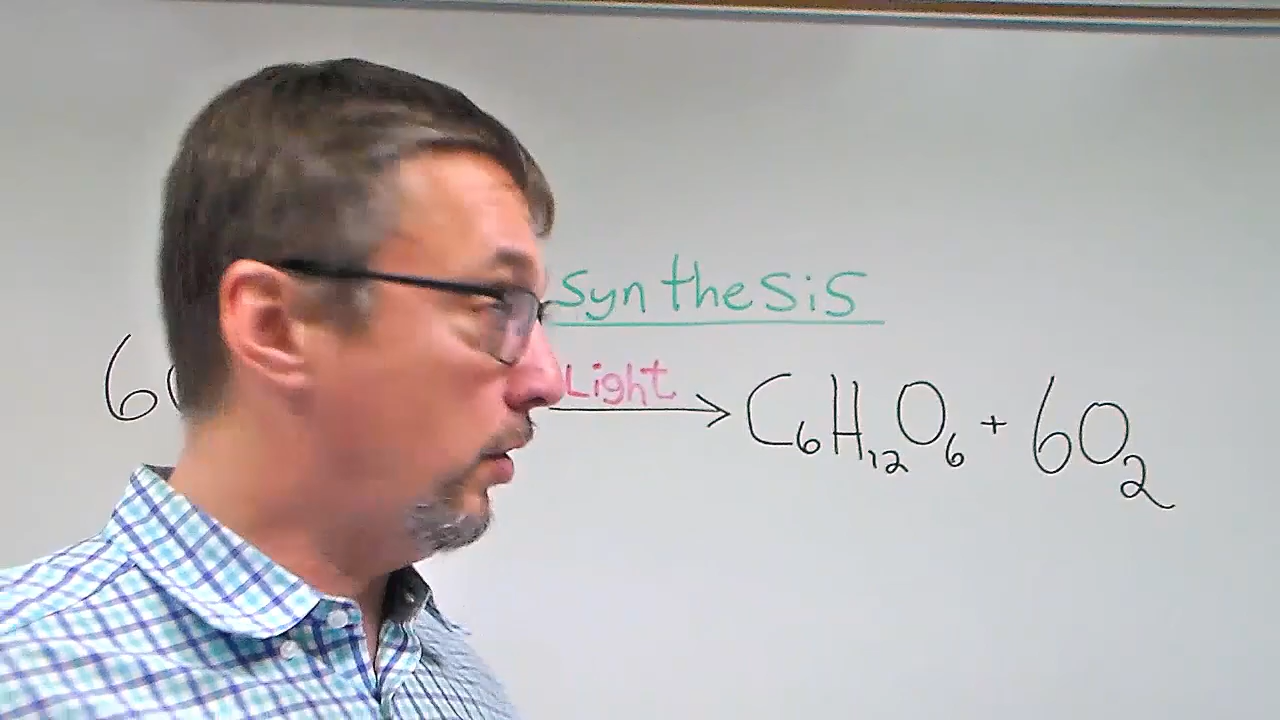 SyntheSiS
6
Light
C₆H₁₂O₆ + 6O₂